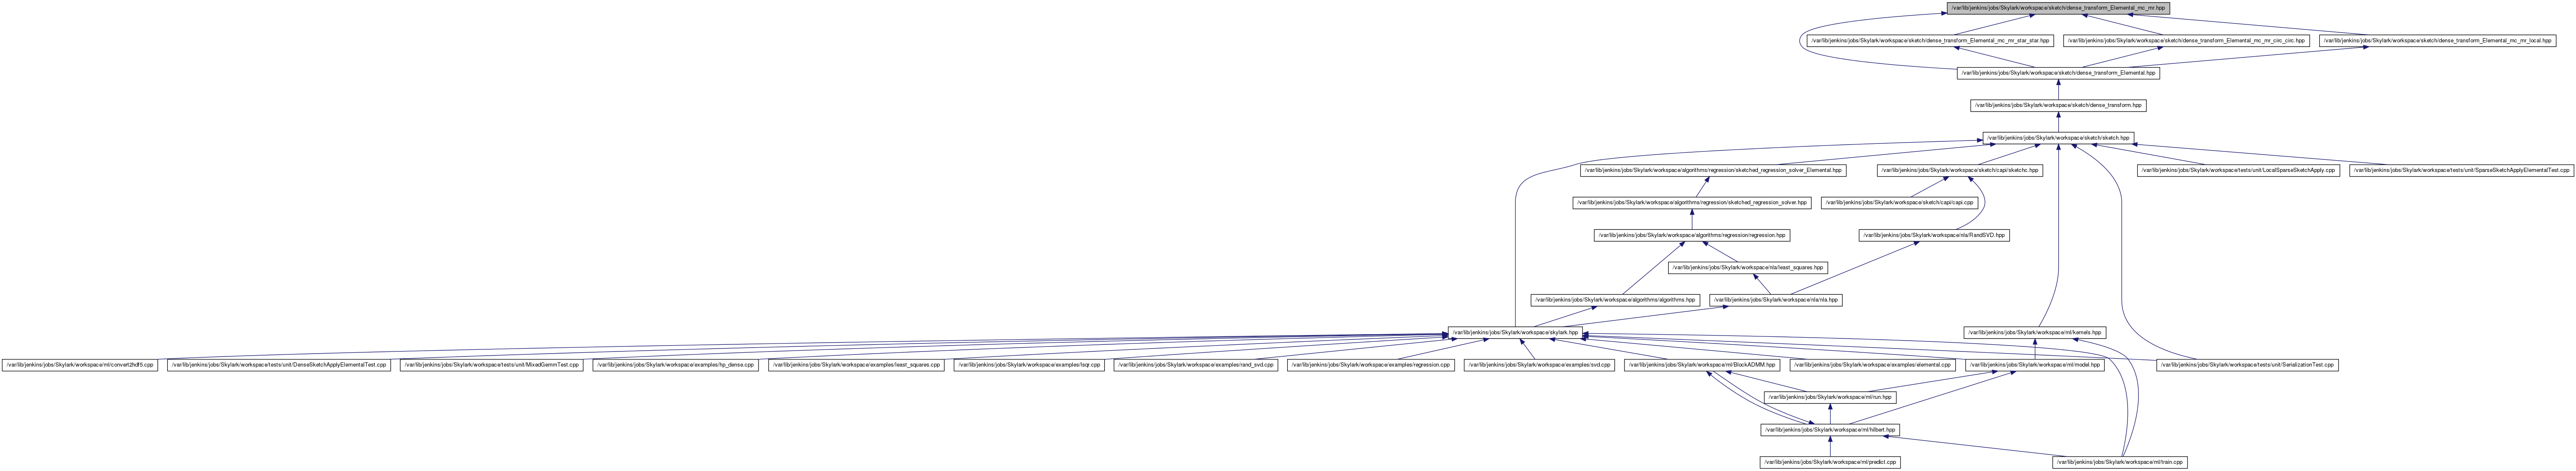 /var/lib/jenkins/jobs/Skylark/workspace/sketch/dense_transform_Elemental_mc_mr.hpp
/var/lib/jenkins/jobs/Skylark/workspace/sketch/dense_transform_Elemental_mc_mr_star_star.hpp
/var/lib/jenkins/jobs/Skylark/workspace/sketch/dense_transform_Elemental_mc_mr_circ_circ.hpp
/var/lib/jenkins/jobs/Skylark/workspace/sketch/dense_transform_Elemental_mc_mr_local.hpp
/var/lib/jenkins/jobs/Skylark/workspace/sketch/dense_transform_Elemental.hpp
/var/lib/jenkins/jobs/Skylark/workspace/sketch/dense_transform.hpp
/var/lib/jenkins/jobs/Skylark/workspace/sketch/sketch.hpp
/var/lib/jenkins/jobs/Skylark/workspace/algorithms/regression/sketched_regression_solver_Elemental.hpp
/var/lib/jenkins/jobs/Skylark/workspace/sketch/capi/sketchc.hpp
/var/lib/jenkins/jobs/Skylark/workspace/tests/unit/LocalSparseSketchApply.cpp
/var/lib/jenkins/jobs/Skylark/workspace/tests/unit/SparseSketchApplyElementalTest.cpp
/var/lib/jenkins/jobs/Skylark/workspace/algorithms/regression/sketched_regression_solver.hpp
/var/lib/jenkins/jobs/Skylark/workspace/sketch/capi/capi.cpp
/var/lib/jenkins/jobs/Skylark/workspace/algorithms/regression/regression.hpp
/var/lib/jenkins/jobs/Skylark/workspace/nla/RandSVD.hpp
/var/lib/jenkins/jobs/Skylark/workspace/nla/least_squares.hpp
/var/lib/jenkins/jobs/Skylark/workspace/algorithms/algorithms.hpp
/var/lib/jenkins/jobs/Skylark/workspace/nla/nla.hpp
/var/lib/jenkins/jobs/Skylark/workspace/skylark.hpp
/var/lib/jenkins/jobs/Skylark/workspace/ml/kernels.hpp
/var/lib/jenkins/jobs/Skylark/workspace/ml/convert2hdf5.cpp
/var/lib/jenkins/jobs/Skylark/workspace/tests/unit/DenseSketchApplyElementalTest.cpp
/var/lib/jenkins/jobs/Skylark/workspace/tests/unit/MixedGemmTest.cpp
/var/lib/jenkins/jobs/Skylark/workspace/examples/hp_dense.cpp
/var/lib/jenkins/jobs/Skylark/workspace/examples/least_squares.cpp
/var/lib/jenkins/jobs/Skylark/workspace/examples/lsqr.cpp
/var/lib/jenkins/jobs/Skylark/workspace/examples/rand_svd.cpp
/var/lib/jenkins/jobs/Skylark/workspace/examples/regression.cpp
/var/lib/jenkins/jobs/Skylark/workspace/examples/svd.cpp
/var/lib/jenkins/jobs/Skylark/workspace/ml/BlockADMM.hpp
/var/lib/jenkins/jobs/Skylark/workspace/examples/elemental.cpp
/var/lib/jenkins/jobs/Skylark/workspace/ml/model.hpp
/var/lib/jenkins/jobs/Skylark/workspace/tests/unit/SerializationTest.cpp
/var/lib/jenkins/jobs/Skylark/workspace/ml/run.hpp
/var/lib/jenkins/jobs/Skylark/workspace/ml/hilbert.hpp
/var/lib/jenkins/jobs/Skylark/workspace/ml/predict.cpp
/var/lib/jenkins/jobs/Skylark/workspace/ml/train.cpp